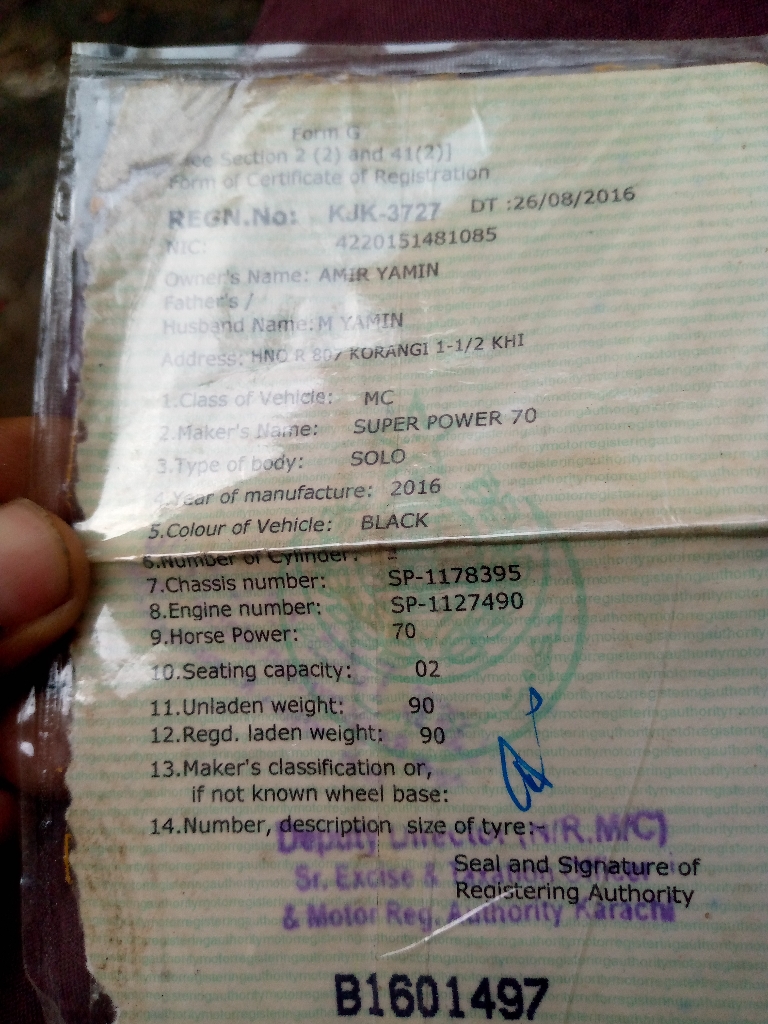 Form G
See Section 2 (2) and 41(2)]
Form of Certificate of Registration
REGN.No: KJK-3727 DT :26/08/2016
NIC: 4220151481085
Owner's Name: AMIR YAMIN
Father's /
Husband Name: M YAMIN
Address: HNO R 807 KORANGI 1-1/2 KHI
1.Class of Vehicle: MC
2.Maker's Name: SUPER POWER 70
3.Type of body: SOLO
4.Year of manufacture: 2016
5.Colour of Vehicle: BLACK
6.Number of Cylinder:
7.Chassis number: SP-1178395
8.Engine number: SP-1127490
9.Horse Power: 70
10.Seating capacity: 02
11.Unladen weight: 90
12.Regd. laden weight: 90
13.Maker's classification or,
if not known wheel base:
14.Number, description size of tyre:-
Deputy Director (H/R.M/C)
Seal and Signature of
Sr. Excise &
Registering Authority
& Motor Reg. Authority Karachi
B1601497